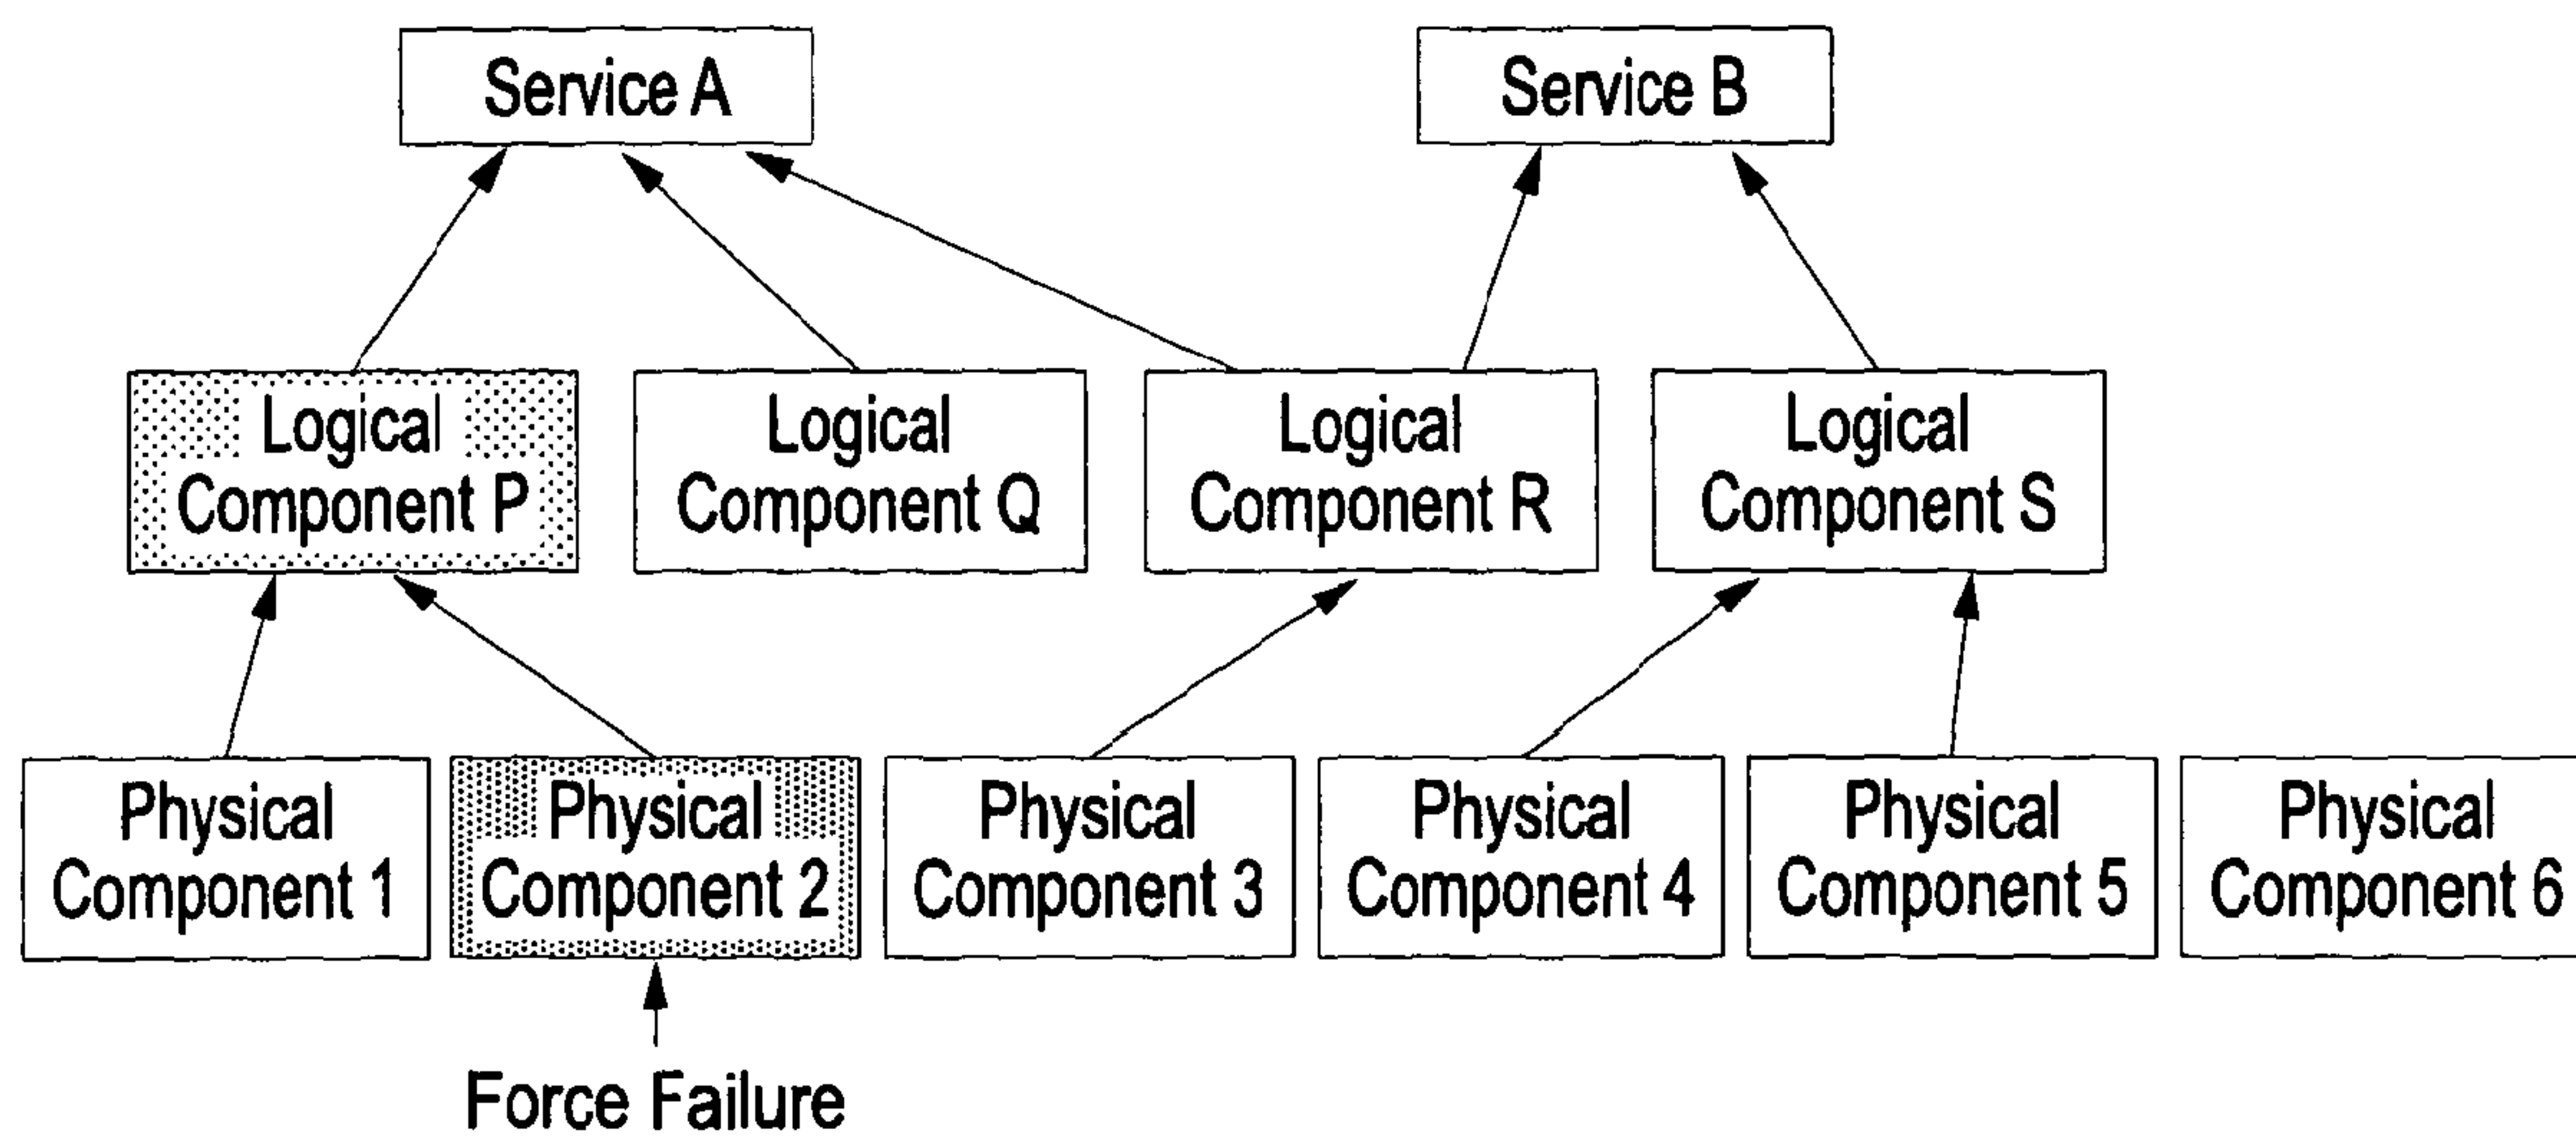 Service A
Service B
Logical
Component P
Logical
Component Q
Logical
Component R
Logical
Component S
Physical
Component 1
Physical
Component 2
Physical
Component 3
Physical
Component 4
Physical
Component 5
Physical
Component 6
Force Failure